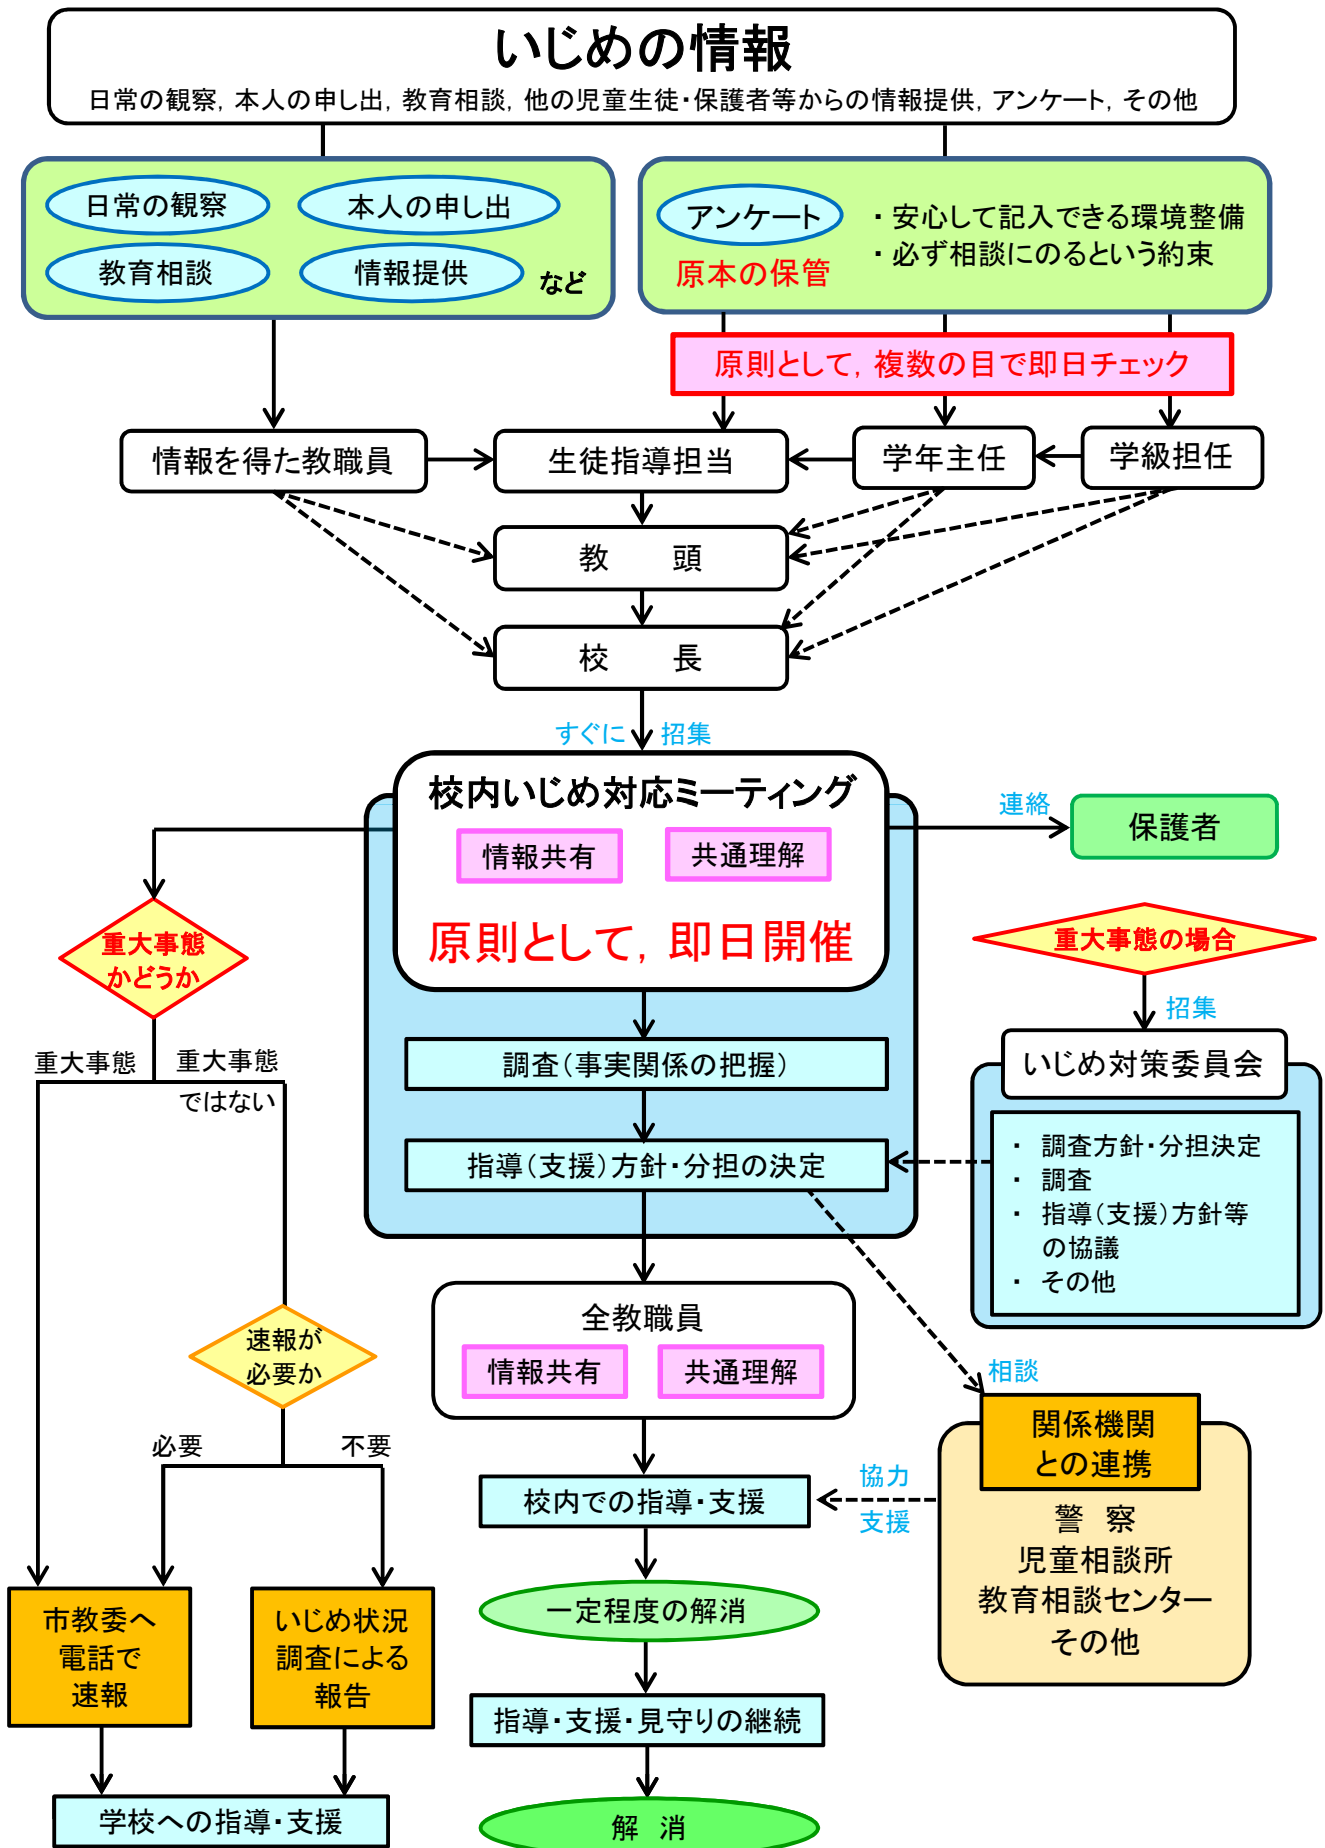 いじめの情報
日常の観察，本人の申し出，教育相談，他の児童生徒・保護者等からの情報提供，アンケート，その他
日常の観察
本人の申し出
教育相談
情報提供
など
アンケート
原本の保管
・安心して記入できる環境整備
・必ず相談にのるという約束
原則として，複数の目で即日チェック
情報を得た教職員
生徒指導担当
学年主任
学級担任
教　　頭
校　　長
すぐに
招集
校内いじめ対応ミーティング
情報共有
共通理解
原則として，即日開催
連絡
保護者
重大事態
かどうか
重大事態の場合
招集
いじめ対策委員会
・　調査方針・分担決定
・　調査
・　指導（支援）方針等
の協議
・　その他
調査（事実関係の把握）
指導（支援）方針・分担の決定
重大事態
重大事態
ではない
速報が
必要か
必要
不要
全教職員
情報共有
共通理解
相談
関係機関
との連携
警　察
児童相談所
教育相談センター
その他
協力
支援
校内での指導・支援
一定程度の解消
指導・支援・見守りの継続
解　消
市教委へ
電話で
速報
いじめ状況
調査による
報告
学校への指導・支援